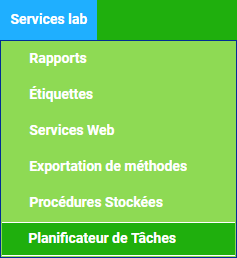 Services lab
Rapports
Étiquettes
Services Web
Exportation de méthodes
Procédures Stockées
Planificateur de Tâches